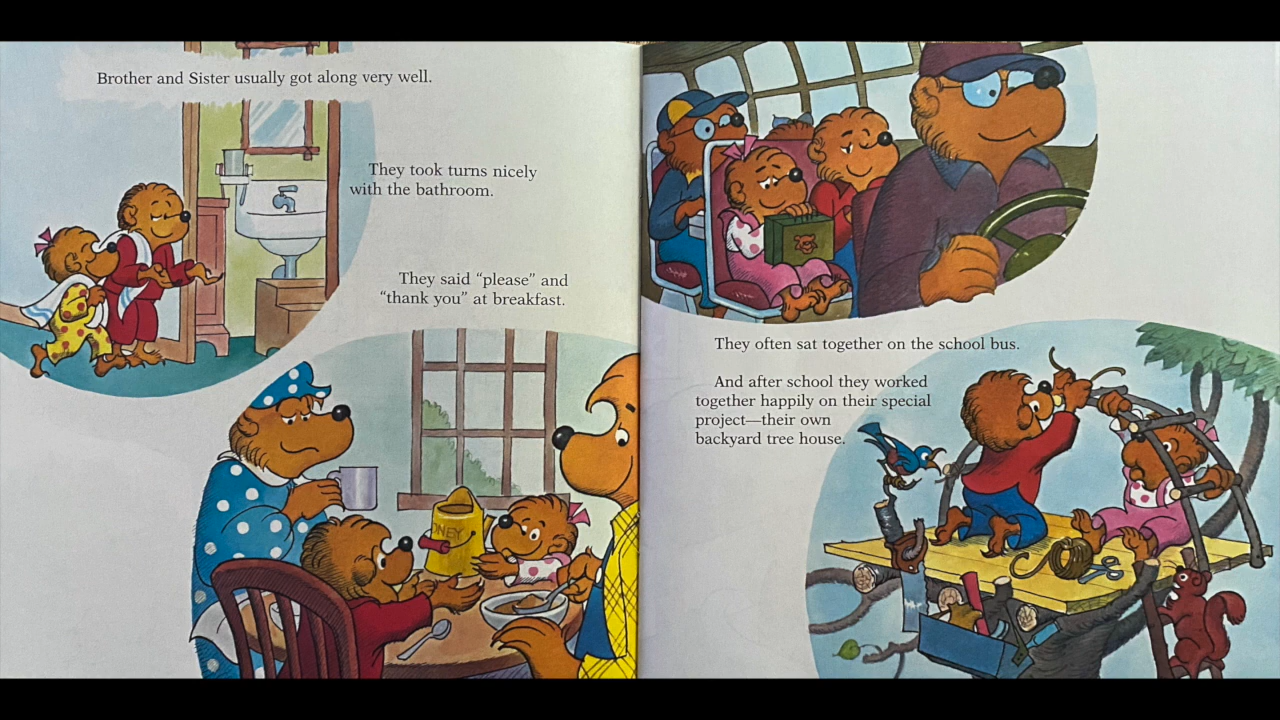 Brother and Sister usually got along very well.
They took turns nicely
with the bathroom.
They said “please” and
“thank you” at breakfast.
ONEY
They often sat together on the school bus.
And after school they worked
together happily on their special
project—their own
backyard tree house.